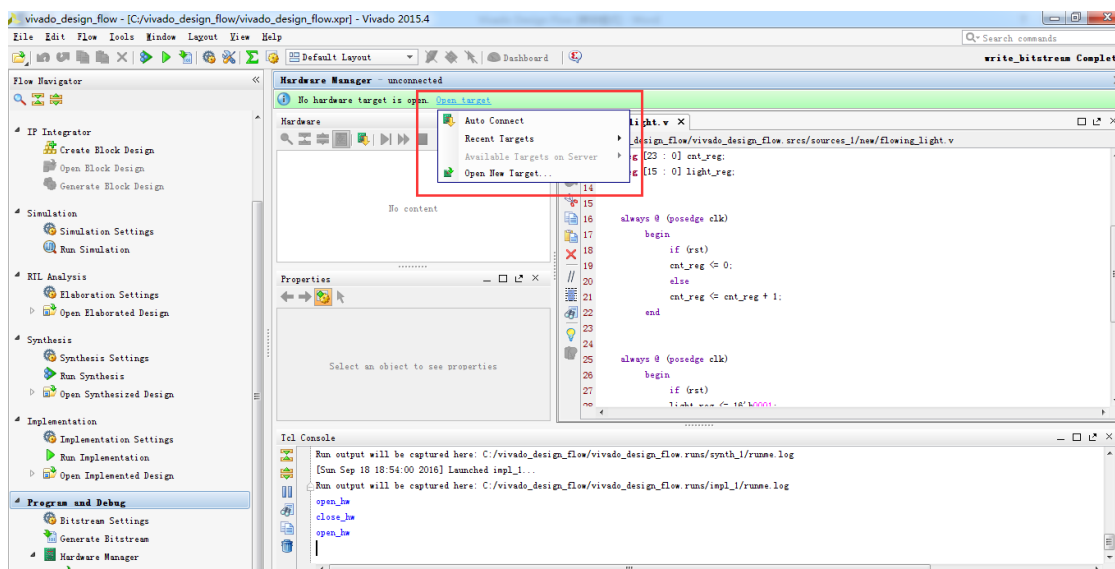 vivado_design_flow - [C:/vivado_design_flow/vivado_design_flow.xpr] - Vivado 2015.4
File Edit Flow Tools Window Layout View Help
Search commands
Default Layout
Dashboard
write_bitstream Complet
Flow Navigator
Hardware Manager - unconnected
No hardware target is open. Open target
Auto Connect
Recent Targets
Available Targets on Server
Open New Target...
IP Integrator
Create Block Design
Open Block Design
Generate Block Design
Simulation
Simulation Settings
Run Simulation
RTL Analysis
Elaboration Settings
Open Elaborated Design
Synthesis
Synthesis Settings
Run Synthesis
Open Synthesized Design
Implementation
Implementation Settings
Run Implementation
Open Implemented Design
Program and Debug
Bitstream Settings
Generate Bitstream
Hardware Manager
Hardware
No content
Properties
Select an object to see properties
light.v
_design_flow/vivado_design_flow.srcs/sources_1/new/flowing_light.v
eg [23 : 0] cnt_reg;
eg [15 : 0] light_reg;
14
15
16 always @ (posedge clk)
17 begin
18 if (rst)
19 cnt_reg <= 0;
20 else
21 cnt_reg <= cnt_reg + 1;
22 end
23
24
25 always @ (posedge clk)
26 begin
27 if (rst)
28 light_reg <= 16'h0001;
Tcl Console
Run output will be captured here: C:/vivado_design_flow/vivado_design_flow.runs/synth_1/runme.log
[Sun Sep 18 18:54:00 2016] Launched impl_1...
Run output will be captured here: C:/vivado_design_flow/vivado_design_flow.runs/impl_1/runme.log
open_hw
close_hw
open_hw